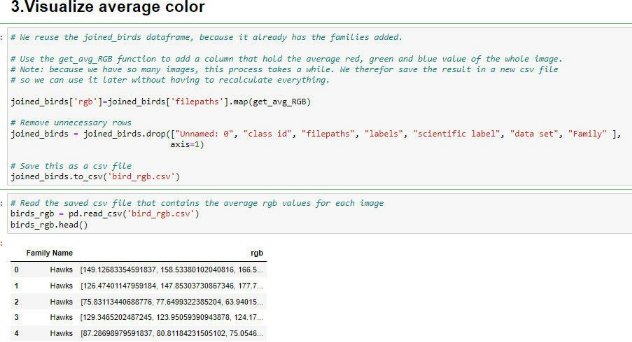 3.Visualize average color
# We reuse the joined_birds dataframe, because it already has the families added.
# Use the get_avg_RGB function to add a column that hold the average red, green and blue value of the whole image.
# Note: because we have so many images, this process takes a while. We therefor save the result in a new csv file
# so we can use it later without having to recalculate everything.
joined_birds['rgb']=joined_birds['filepaths'].map(get_avg_RGB)
# Remove unnecessary rows
joined_birds = joined_birds.drop(["Unnamed: 0", "class id", "filepaths", "labels", "scientific label", "data set", "Family" ],
axis=1)
# Save this as a csv file
joined_birds.to_csv('bird_rgb.csv')
# Read the saved csv file that contains the average rgb values for each image
birds_rgb = pd.read_csv('bird_rgb.csv')
birds_rgb.head()
Family Name rgb
0 Hawks [149.12683354591837, 158.53380102040816, 166.5...
1 Hawks [126.47401147959184, 147.85303730867346, 177.7...
2 Hawks [75.83113440688776, 77.6499322385204, 63.94015...
3 Hawks [129.3465202487245, 123.95059390943878, 124.17...
4 Hawks [87.28698979591837, 80.81184231505102, 75.0546...